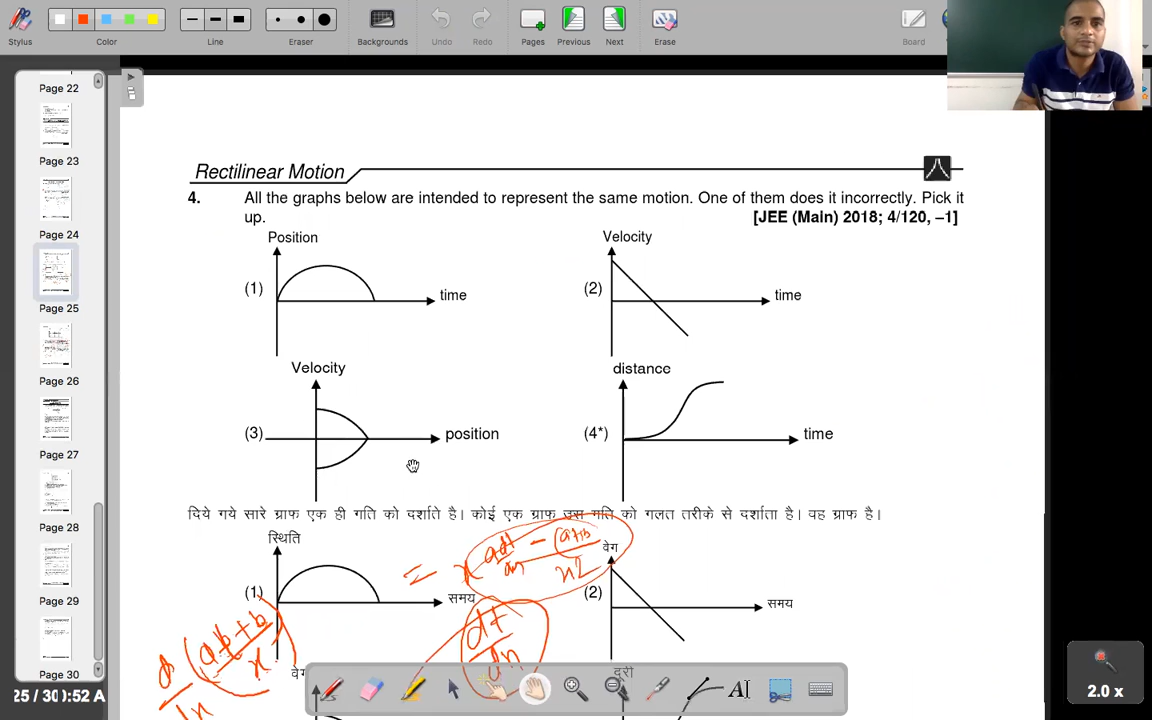 Stylus
Color
Line
Eraser
Backgrounds
Undo
Redo
Pages
Previous
Next
Erase
Board
Page 22
Page 23
Page 24
Page 25
Page 26
Page 27
Page 28
Page 29
Page 30
25 / 30
0:52 A
Rectilinear Motion
4. All the graphs below are intended to represent the same motion. One of them does it incorrectly. Pick it
up. [JEE (Main) 2018; 4/120, –1]
Position
Velocity
(1) time
(2) time
Velocity
distance
(3) position
(4*) time
दिये गये सारे ग्राफ एक ही गति को दर्शाते है। कोई एक ग्राफ उस गति को गलत तरीके से दर्शाता है। वह ग्राफ है।
स्थिति
वेग
(1) समय
(2) समय
दूरी
2.0 x